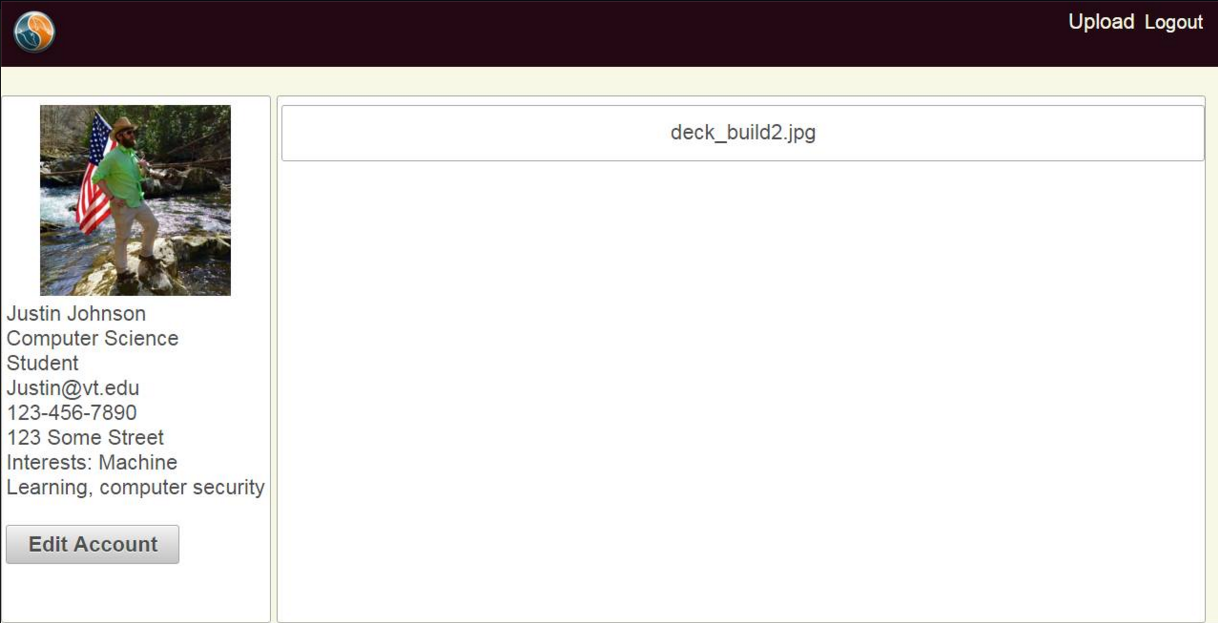 Upload Logout
deck_build2.jpg
Justin Johnson
Computer Science
Student
Justin@vt.edu
123-456-7890
123 Some Street
Interests: Machine
Learning, computer security
Edit Account